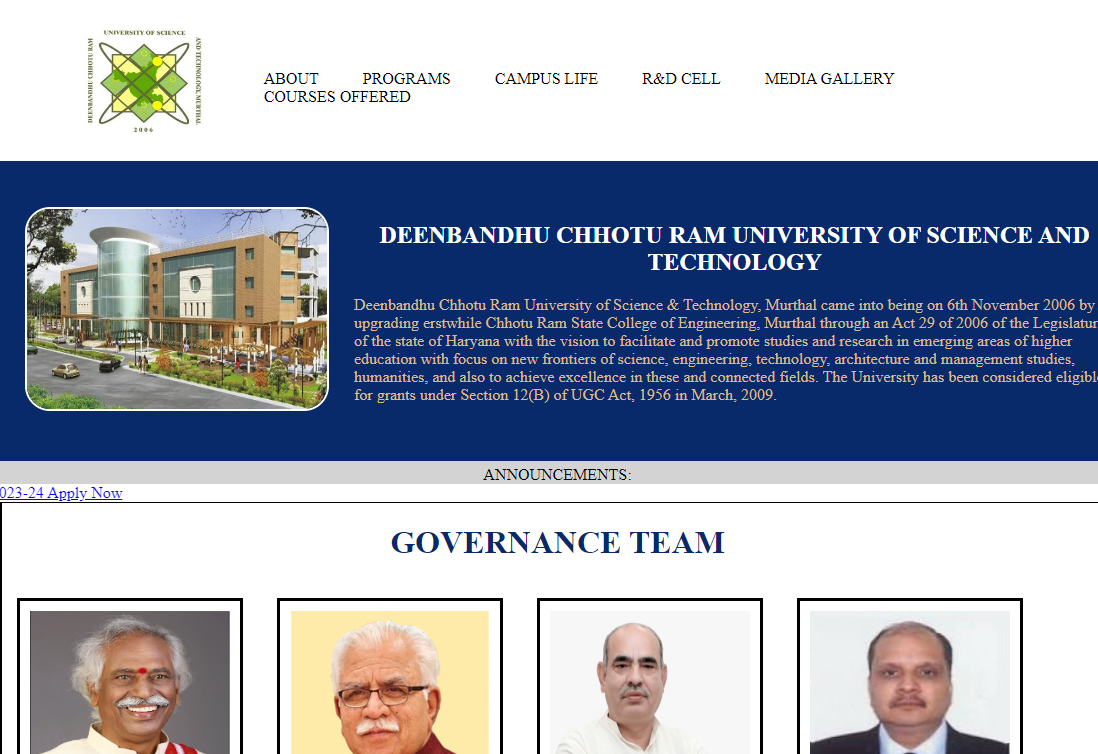 UNIVERSITY OF SCIENCE
DEENBANDHU CHHOTU RAM
AND TECHNOLOGY, MURTHAL
2006
ABOUT PROGRAMS CAMPUS LIFE R&D CELL MEDIA GALLERY
COURSES OFFERED
DEENBANDHU CHHOTU RAM UNIVERSITY OF SCIENCE AND
TECHNOLOGY
Deenbandhu Chhotu Ram University of Science & Technology, Murthal came into being on 6th November 2006 by
upgrading erstwhile Chhotu Ram State College of Engineering, Murthal through an Act 29 of 2006 of the Legislatur
of the state of Haryana with the vision to facilitate and promote studies and research in emerging areas of higher
education with focus on new frontiers of science, engineering, technology, architecture and management studies,
humanities, and also to achieve excellence in these and connected fields. The University has been considered eligibl
for grants under Section 12(B) of UGC Act, 1956 in March, 2009.
ANNOUNCEMENTS:
023-24 Apply Now
GOVERNANCE TEAM